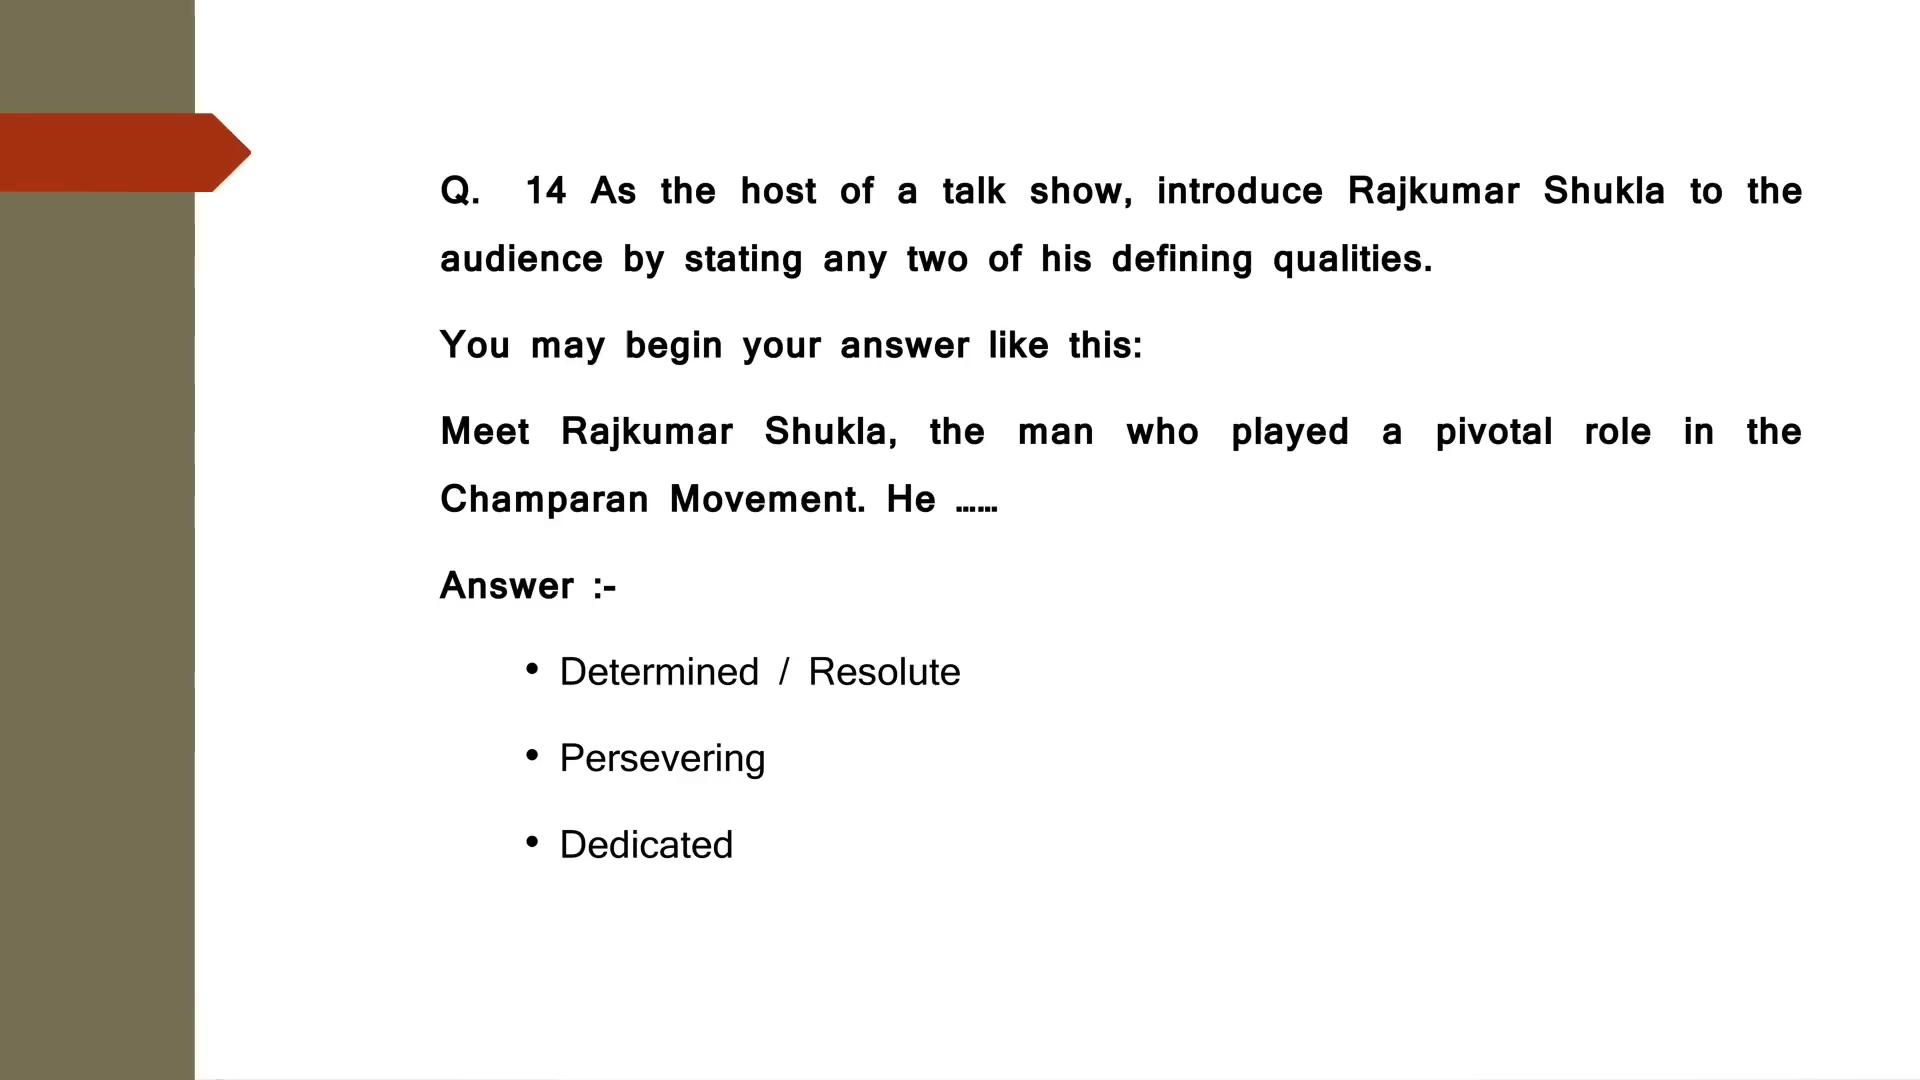 Q. 14 As the host of a talk show, introduce Rajkumar Shukla to the
audience by stating any two of his defining qualities.
You may begin your answer like this:
Meet Rajkumar Shukla, the man who played a pivotal role in the
Champaran Movement. He ……
Answer :-
• Determined / Resolute
• Persevering
• Dedicated